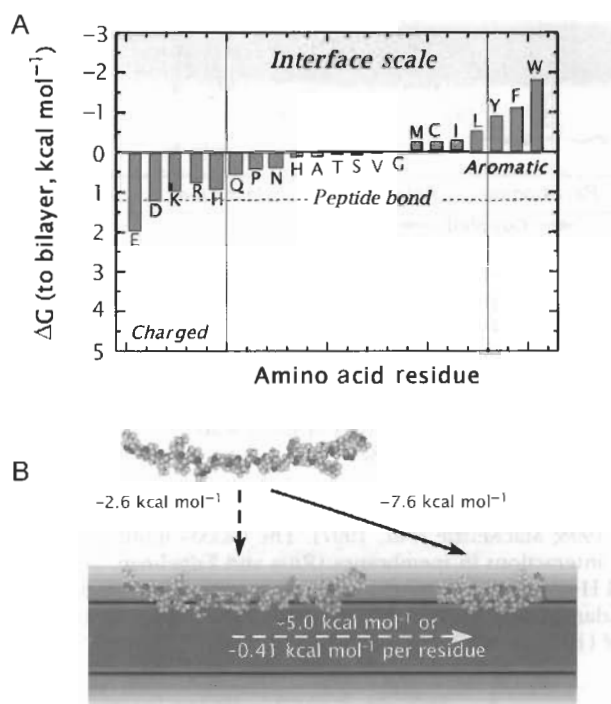 A
−3
−2
−1
0
1
2
3
4
5
ΔG (to bilayer, kcal mol⁻¹)
Interface scale
W
F
Y
L
M C I
E
D
K
R
H
Q
P
N
H A T S V G
Aromatic
Peptide bond
Charged
Amino acid residue
B
−2.6 kcal mol⁻¹
−7.6 kcal mol⁻¹
~5.0 kcal mol⁻¹ or
-0.41 kcal mol⁻¹ per residue